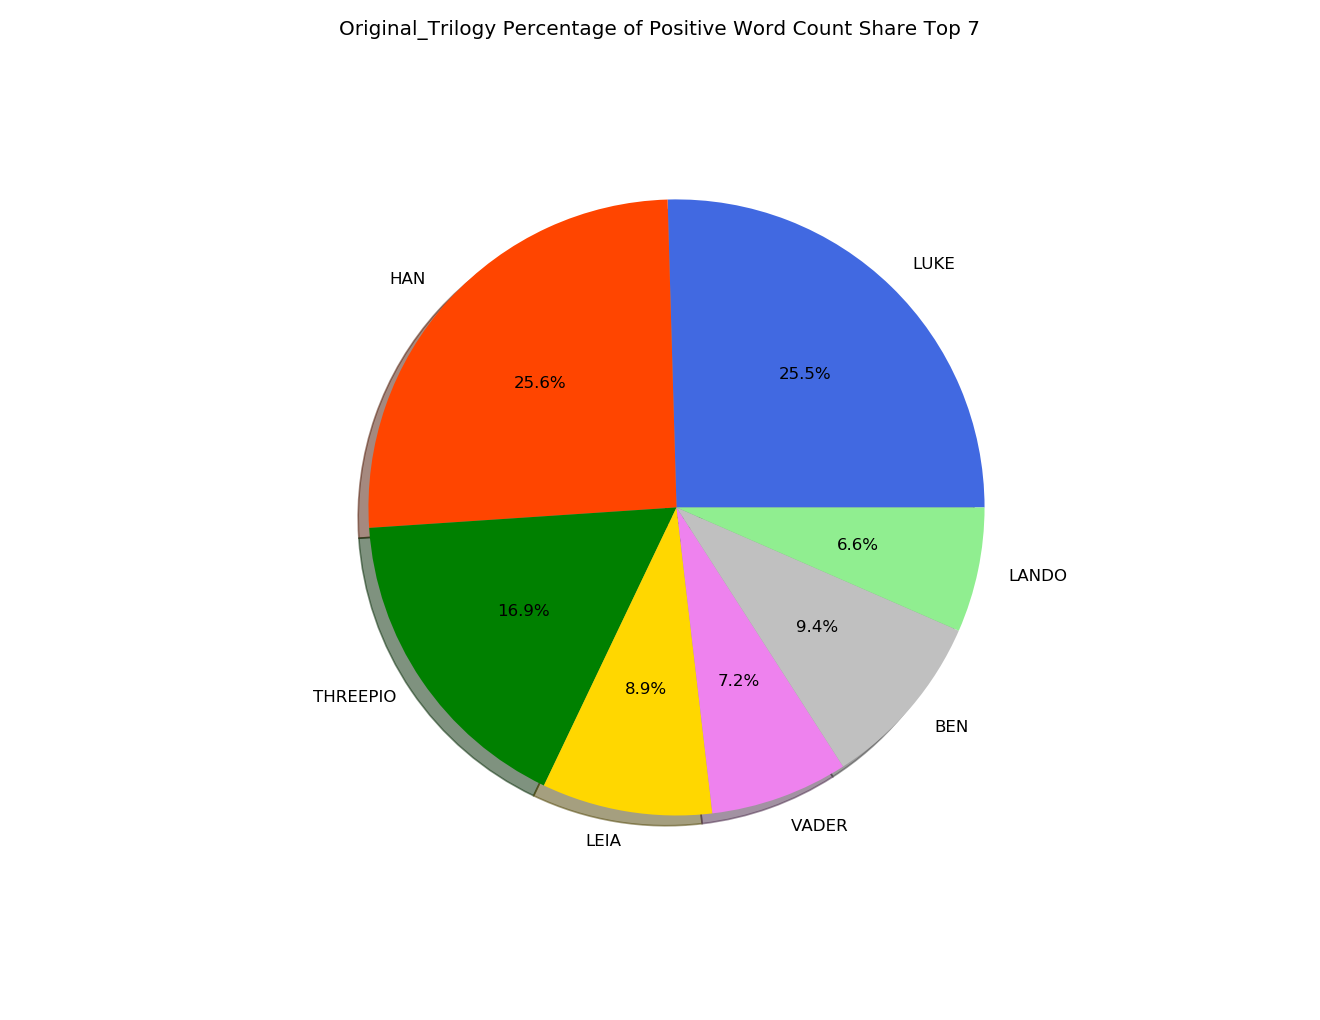 Original_Trilogy Percentage of Positive Word Count Share Top 7
LUKE
HAN
25.5%
25.6%
6.6%
LANDO
16.9%
9.4%
7.2%
8.9%
THREEPIO
BEN
VADER
LEIA